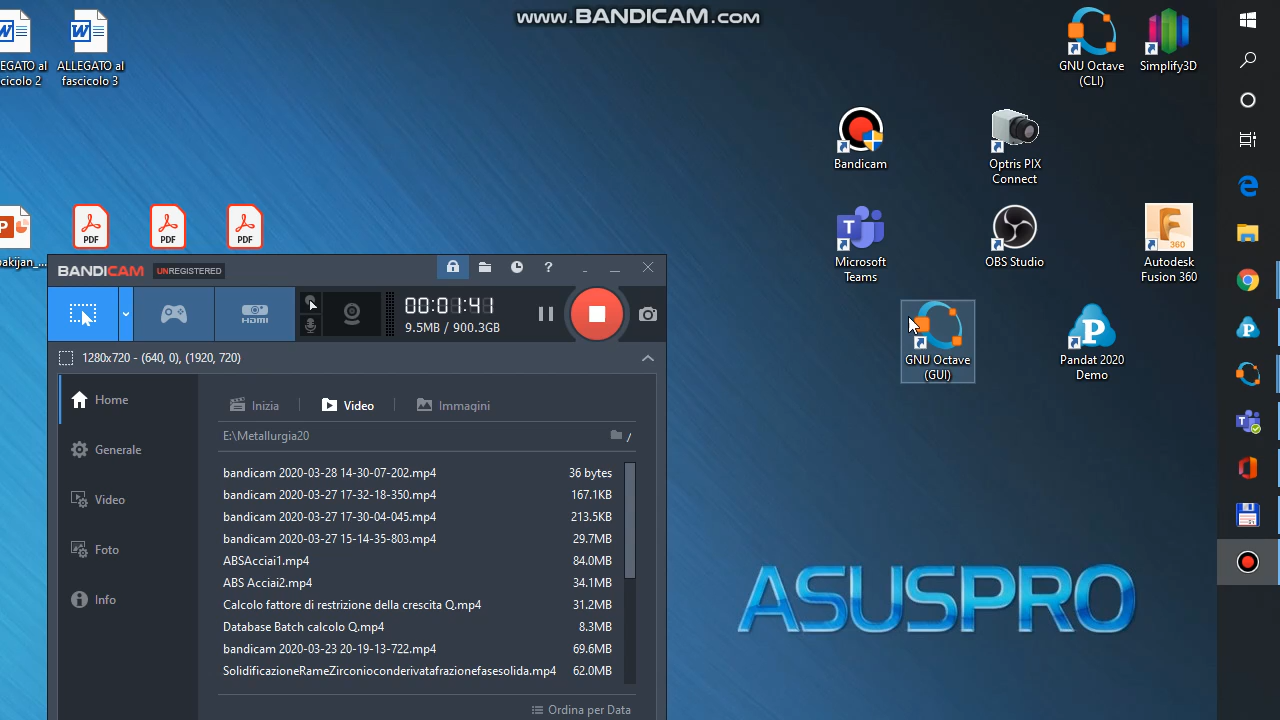 www.BANDICAM.com
ALLEGATO al
fascicolo 3
GNU Octave
(CLI)
Simplify3D
Bandicam
Optris PIX
Connect
Microsoft
Teams
OBS Studio
Autodesk
Fusion 360
GNU Octave
(GUI)
Pandat 2020
Demo
PDF
PDF
PDF
BANDICAM UNREGISTERED
HDMI
00:01:41
9.5MB / 900.3GB
1280x720 - (640, 0), (1920, 720)
Home
Generale
Video
Foto
Info
Inizia
Video
Immagini
E:\Metallurgia20
bandicam 2020-03-28 14-30-07-202.mp4 36 bytes
bandicam 2020-03-27 17-32-18-350.mp4 167.1KB
bandicam 2020-03-27 17-30-04-045.mp4 213.5KB
bandicam 2020-03-27 15-14-35-803.mp4 29.7MB
ABSAcciai1.mp4 84.0MB
ABS Acciai2.mp4 34.1MB
Calcolo fattore di restrizione della crescita Q.mp4 31.2MB
Database Batch calcolo Q.mp4 8.3MB
bandicam 2020-03-23 20-19-13-722.mp4 69.6MB
SolidificazioneRameZirconioconderivatafrazionefasesolida.mp4 62.0MB
Ordina per Data
ASUSPRO